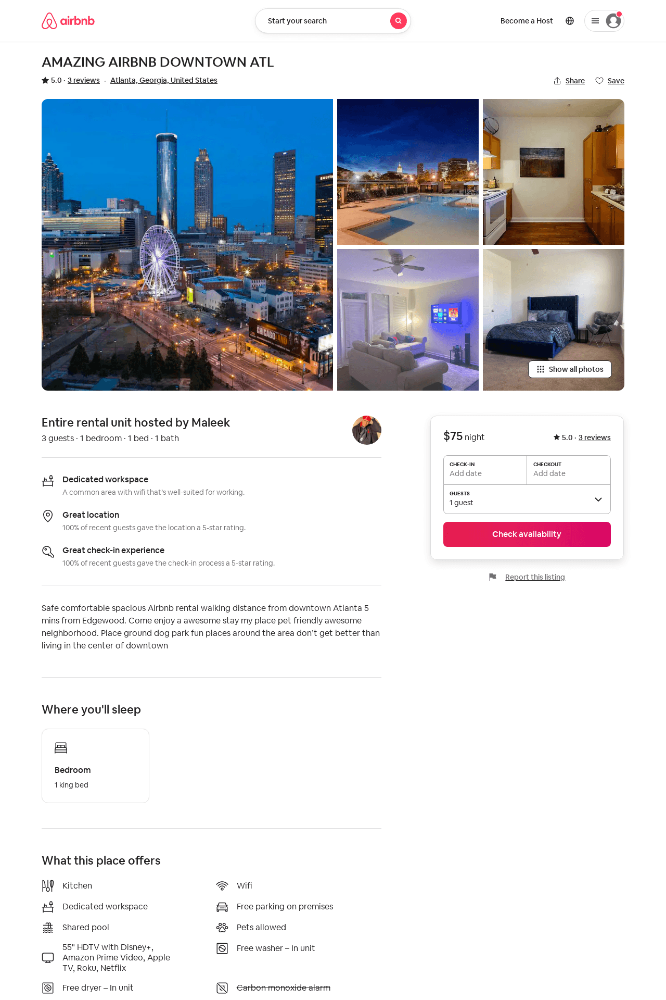 airbnb
Start your search
Become a Host
AMAZING AIRBNB DOWNTOWN ATL
5.0 · 3 reviews · Atlanta, Georgia, United States
Share
Save
CHICAGOLAND
Show all photos
Entire rental unit hosted by Maleek
3 guests · 1 bedroom · 1 bed · 1 bath
Dedicated workspace
A common area with wifi that’s well-suited for working.
Great location
100% of recent guests gave the location a 5-star rating.
Great check-in experience
100% of recent guests gave the check-in process a 5-star rating.
$75 night
5.0 · 3 reviews
CHECK-IN
Add date
CHECKOUT
Add date
GUESTS
1 guest
Check availability
Report this listing
Safe comfortable spacious Airbnb rental walking distance from downtown Atlanta 5
mins from Edgewood. Come enjoy a awesome stay my place pet friendly awesome
neighborhood. Place ground dog park fun places around the area don’t get better than
living in the center of downtown
Where you'll sleep
Bedroom
1 king bed
What this place offers
Kitchen
Wifi
Dedicated workspace
Free parking on premises
Shared pool
Pets allowed
55" HDTV with Disney+,
Amazon Prime Video, Apple
TV, Roku, Netflix
Free washer – In unit
Free dryer – In unit
Carbon monoxide alarm